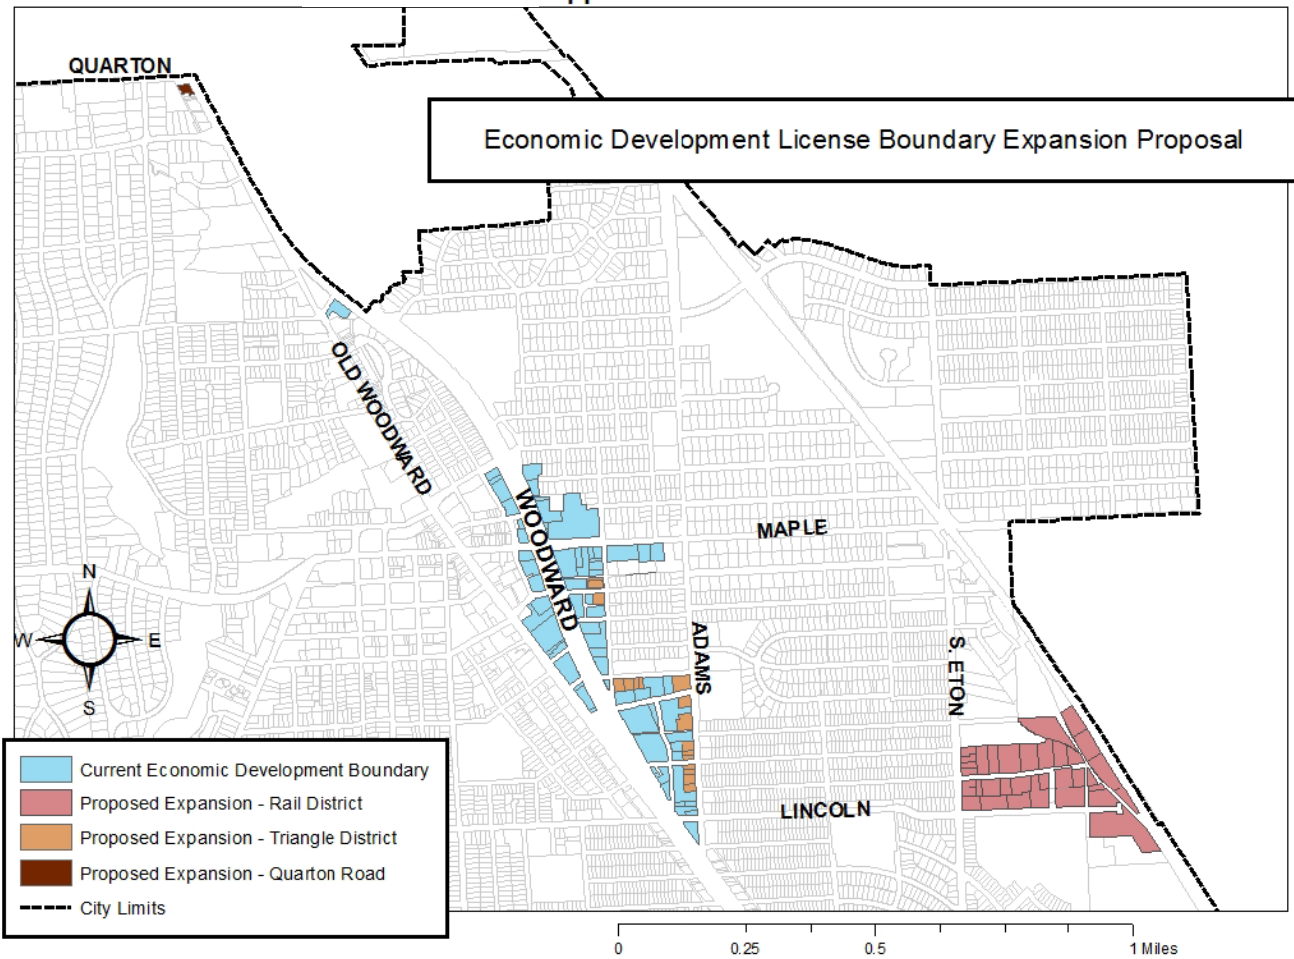 QUARTON
Economic Development License Boundary Expansion Proposal
OLD WOODWARD
WOODWARD
MAPLE
N
W
E
S
ADAMS
S. ETON
LINCOLN
Current Economic Development Boundary
Proposed Expansion - Rail District
Proposed Expansion - Triangle District
Proposed Expansion - Quarton Road
City Limits
0
0.25
0.5
1 Miles